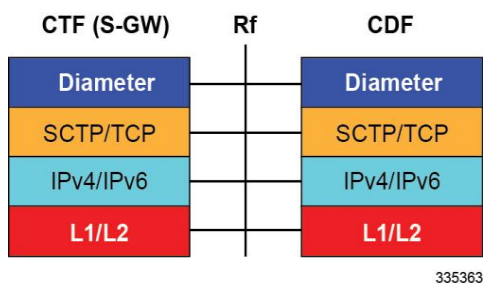 CTF (S-GW) Rf CDF
Diameter Diameter
SCTP/TCP SCTP/TCP
IPv4/IPv6 IPv4/IPv6
L1/L2 L1/L2
335363